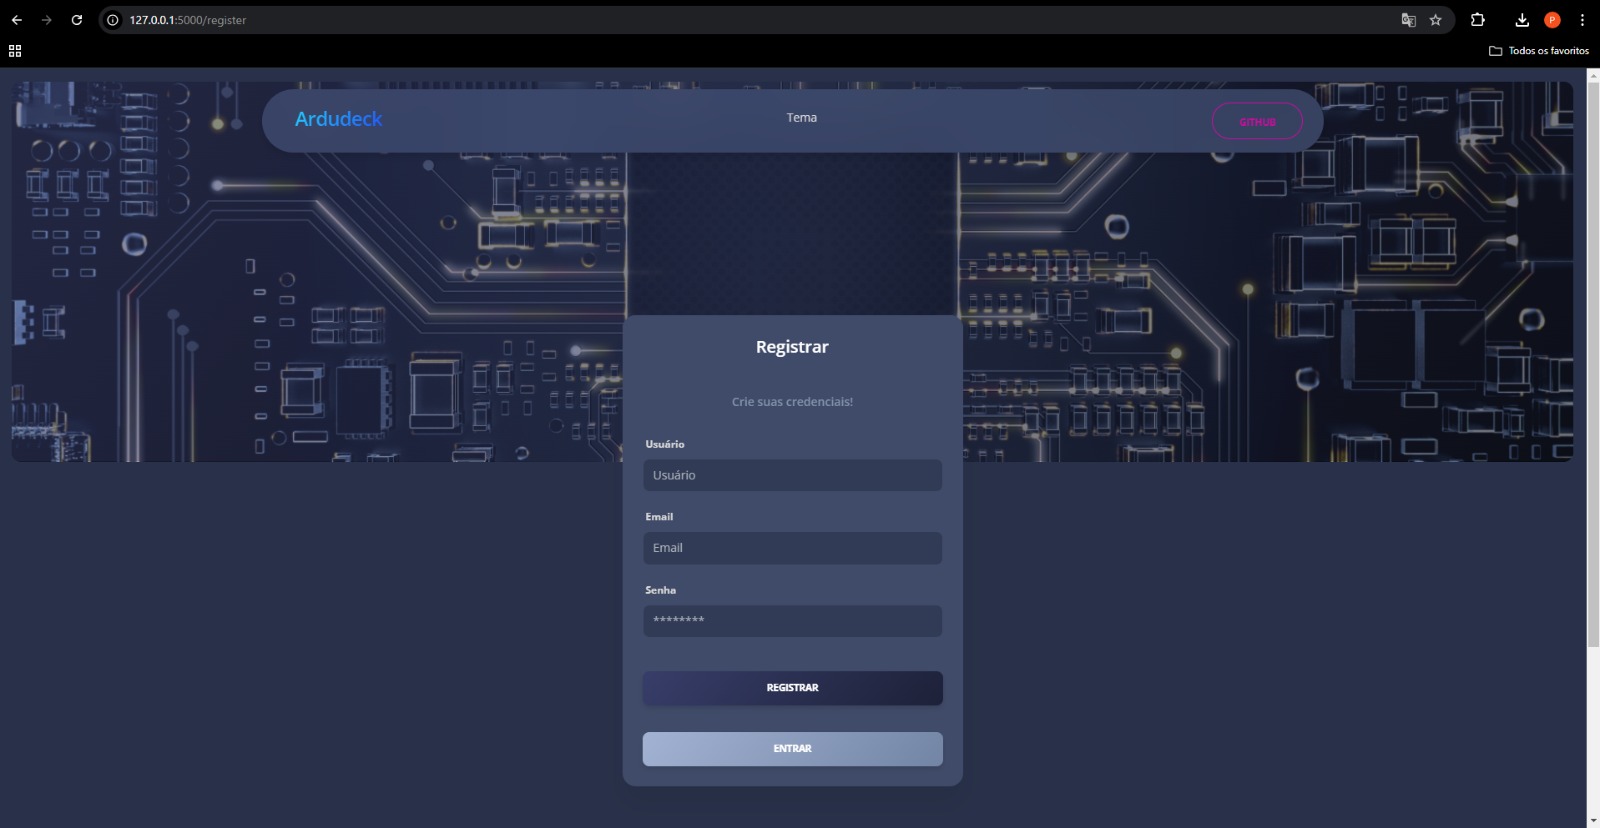 127.0.0.1:5000/register
P
Todos os favoritos
Ardudeck
Tema
GITHUB
Registrar
Crie suas credenciais!
Usuário
Usuário
Email
Email
Senha
********
REGISTRAR
ENTRAR